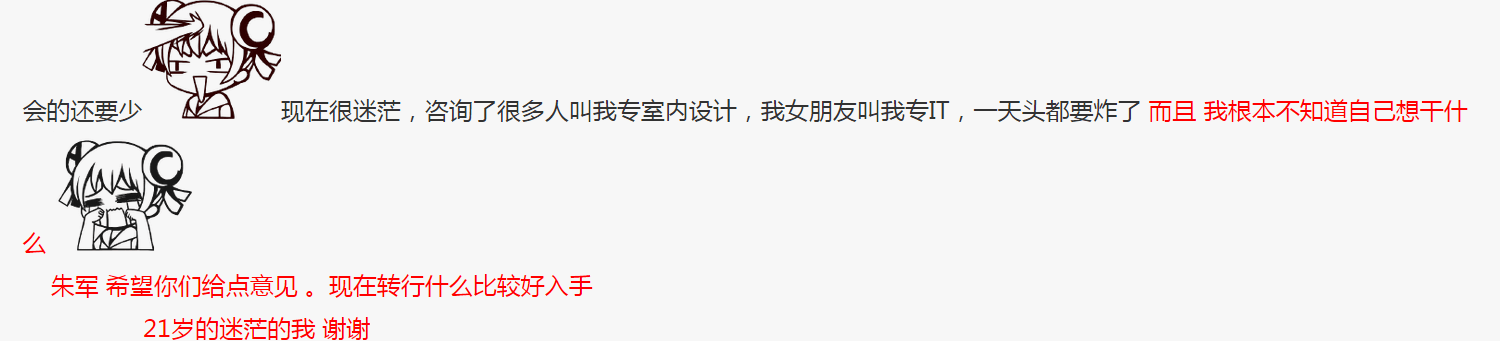 会的还要少 现在很迷茫，咨询了很多人叫我专室内设计，我女朋友叫我专IT，一天头都要炸了 而且 我根本不知道自己想干什
么
朱军 希望你们给点意见 。现在转行什么比较好入手
21岁的迷茫的我 谢谢